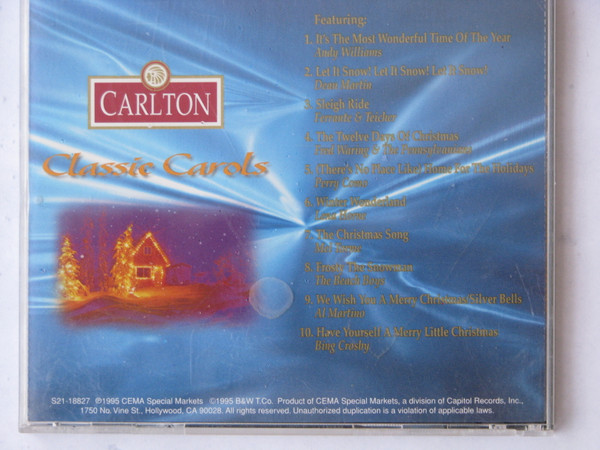 Featuring:
1. It's The Most Wonderful Time Of The Year
Andy Williams
2. Let It Snow! Let It Snow! Let It Snow!
Dean Martin
3. Sleigh Ride
Ferrante & Teicher
4. The Twelve Days Of Christmas
Fred Waring & The Pennsylvanians
5. (There's No Place Like) Home For The Holidays
Perry Como
6. Winter Wonderland
Lena Horne
7. The Christmas Song
8. Frosty The Snowman
The Beach Boys
9. We Wish You A Merry Christmas/Silver Bells
Al Martino
10. Have Yourself A Merry Little Christmas
Bing Crosby
CARLTON
Classic Carols
S21-18827 ℗1995 CEMA Special Markets ©1995 B&W T.Co. Product of CEMA Special Markets, a division of Capitol Records, Inc.,
1750 No. Vine St., Hollywood, CA 90028. All rights reserved. Unauthorized duplication is a violation of applicable laws.